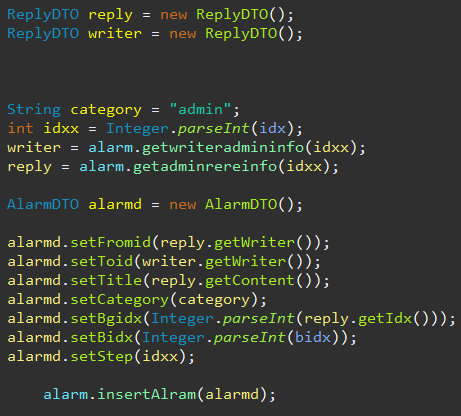 ReplyDTO reply = new ReplyDTO();
ReplyDTO writer = new ReplyDTO();
String category = "admin";
int idxx = Integer.parseInt(idx);
writer = alarm.getwriteradmininfo(idxx);
reply = alarm.getadminrereinfo(idxx);
AlarmDTO alarmd = new AlarmDTO();
alarmd.setFromid(reply.getWriter());
alarmd.setToid(writer.getWriter());
alarmd.setTitle(reply.getContent());
alarmd.setCategory(category);
alarmd.setBgidx(Integer.parseInt(reply.getIdx()));
alarmd.setBidx(Integer.parseInt(bidx));
alarmd.setStep(idxx);
alarm.insertAlram(alarmd);